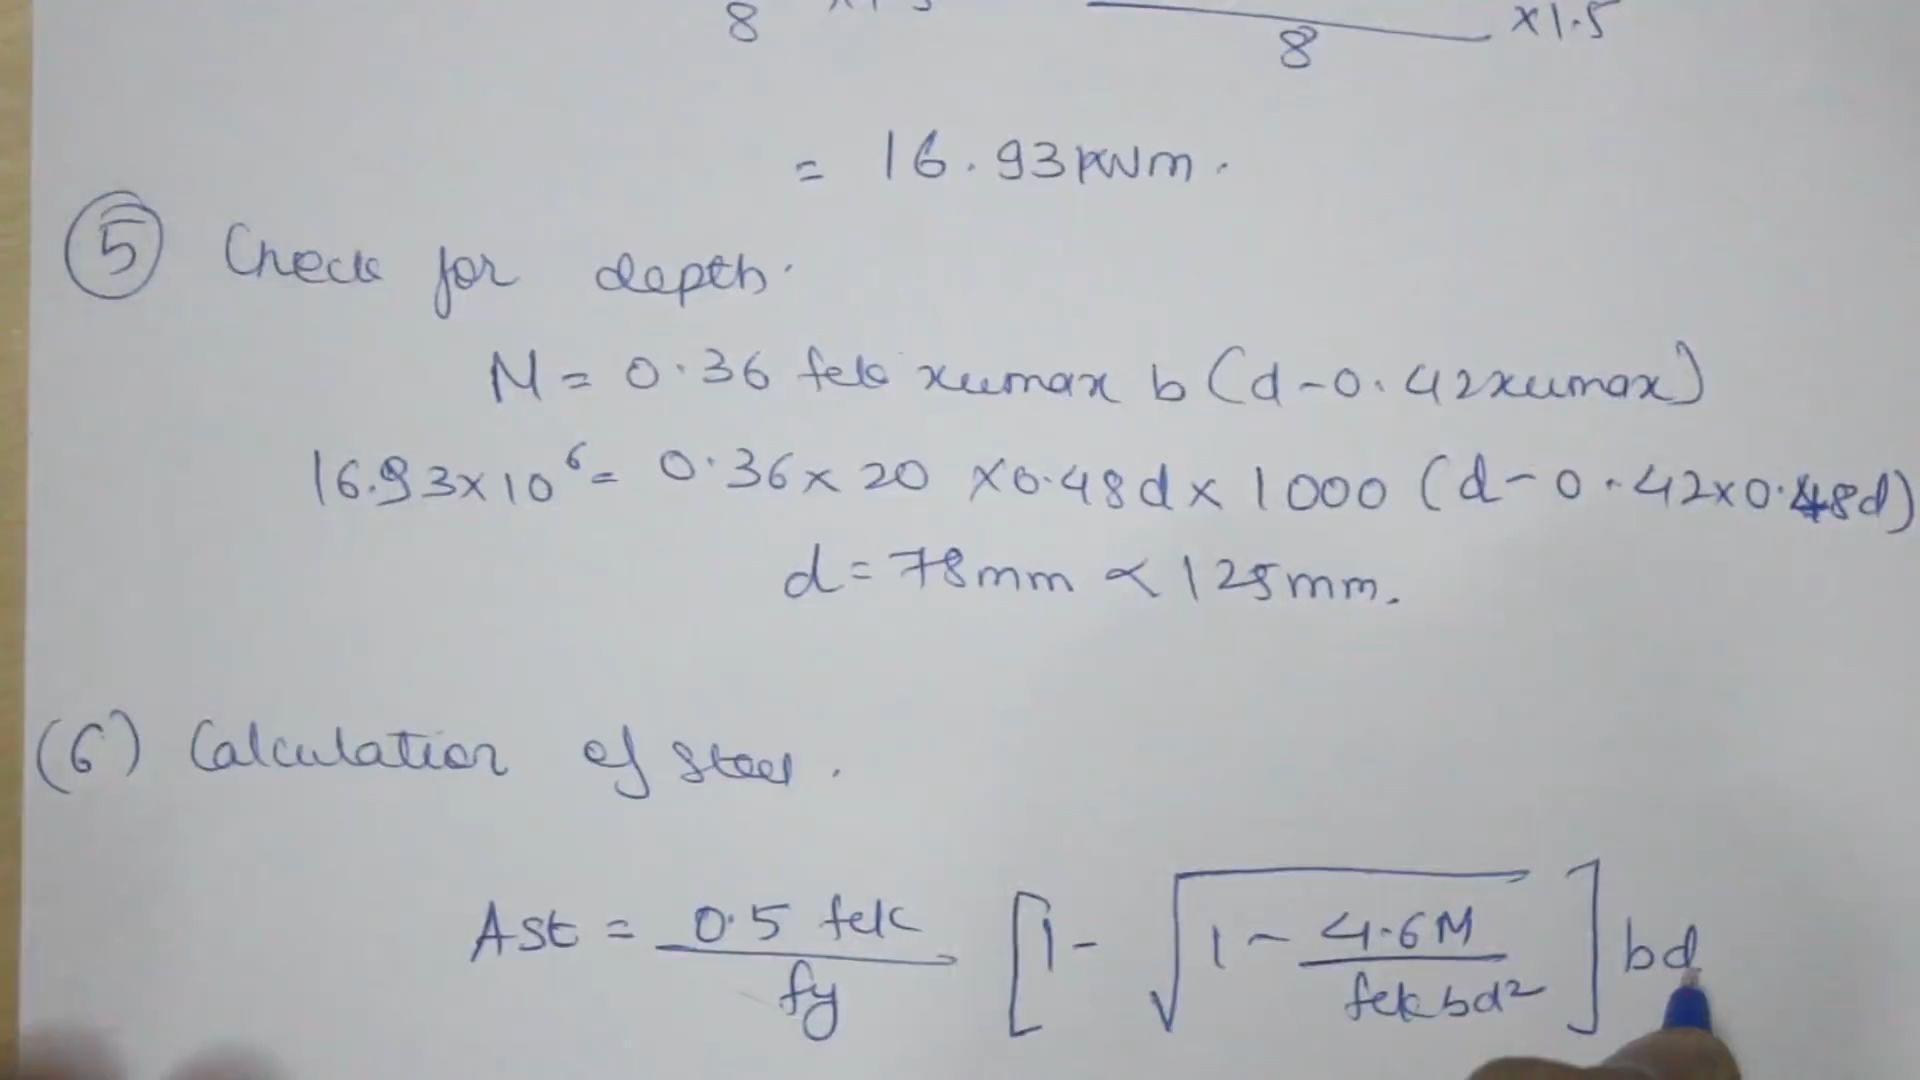 8 8 x1.5
= 16.93 kNm.
5 Check for depth.
M = 0.36 fck xumax b (d-0.42xumax)
16.93x10⁶ = 0.36x 20 x0.48d x 1000 (d-0.42x0.48d)
d = 78mm < 125mm.
(6) Calculation of steel.
Ast = 0.5 fck / fy [1 - √(1 - 4.6M / fck bd²)] bd